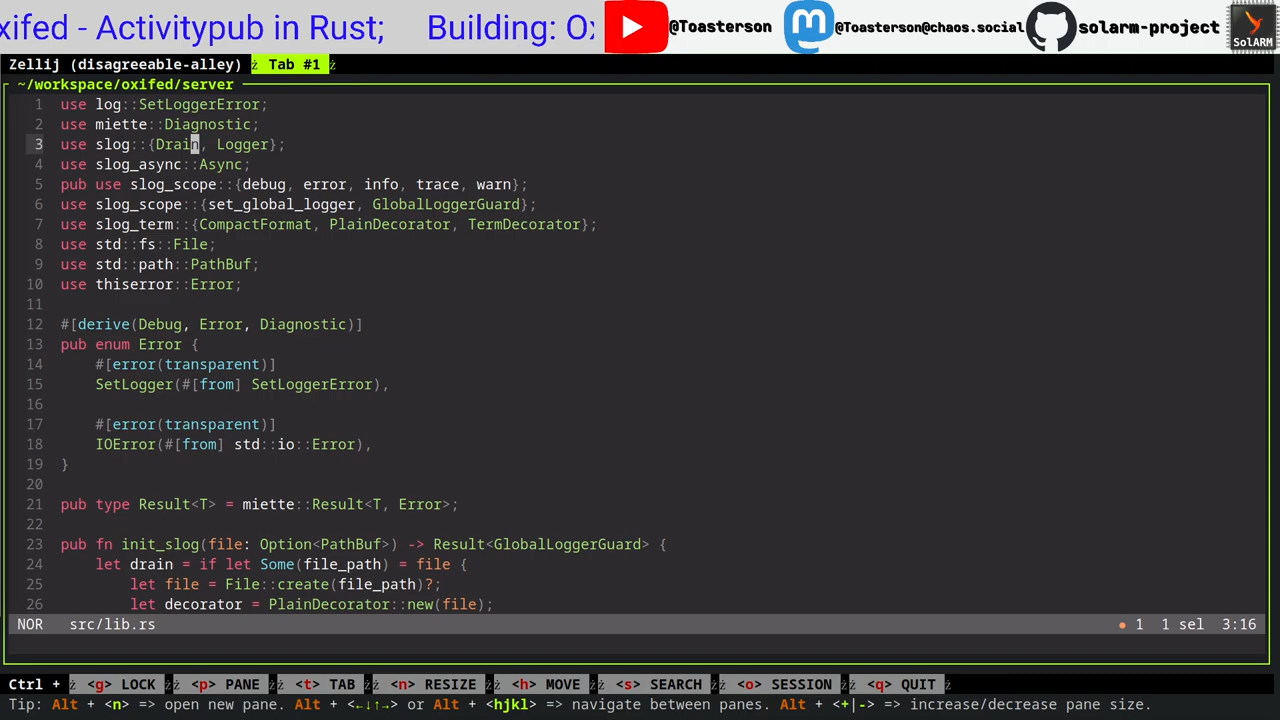 oxifed - Activitypub in Rust;    Building: Ox
@Toasterson
@Toasterson@chaos.social
solarm-project
SolARM
Zellij (disagreeable-alley)  Tab #1
~/workspace/oxifed/server
1 use log::SetLoggerError;
2 use miette::Diagnostic;
3 use slog::{Drain, Logger};
4 use slog_async::Async;
5 pub use slog_scope::{debug, error, info, trace, warn};
6 use slog_scope::{set_global_logger, GlobalLoggerGuard};
7 use slog_term::{CompactFormat, PlainDecorator, TermDecorator};
8 use std::fs::File;
9 use std::path::PathBuf;
10 use thiserror::Error;
11
12 #[derive(Debug, Error, Diagnostic)]
13 pub enum Error {
14     #[error(transparent)]
15     SetLogger(#[from] SetLoggerError),
16
17     #[error(transparent)]
18     IOError(#[from] std::io::Error),
19 }
20
21 pub type Result<T> = miette::Result<T, Error>;
22
23 pub fn init_slog(file: Option<PathBuf>) -> Result<GlobalLoggerGuard> {
24     let drain = if let Some(file_path) = file {
25         let file = File::create(file_path)?;
26         let decorator = PlainDecorator::new(file);
NOR   src/lib.rs   ● 1  1 sel  3:16
Ctrl +  <g> LOCK  <p> PANE  <t> TAB  <n> RESIZE  <h> MOVE  <s> SEARCH  <o> SESSION  <q> QUIT
Tip: Alt + <n> => open new pane. Alt + <←↓↑→> or Alt + <hjkl> => navigate between panes. Alt + <+|-> => increase/decrease pane size.